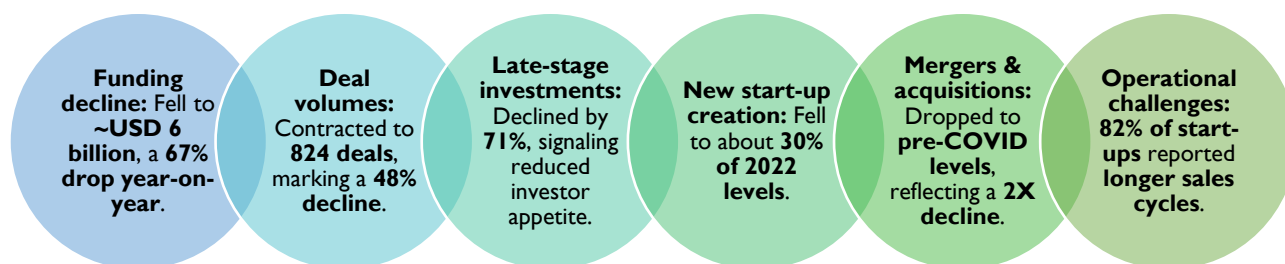 Funding
decline: Fell to
~USD 6
billion, a 67%
drop year-on-
year.
Deal
volumes:
Contracted to
824 deals,
marking a 48%
decline.
Late-stage
investments:
Declined by
71%, signaling
reduced
investor
appetite.
New start-up
creation: Fell
to about 30%
of 2022
levels.
Mergers &
acquisitions:
Dropped to
pre-COVID
levels,
reflecting a 2X
decline.
Operational
challenges:
82% of start-
ups reported
longer sales
cycles.